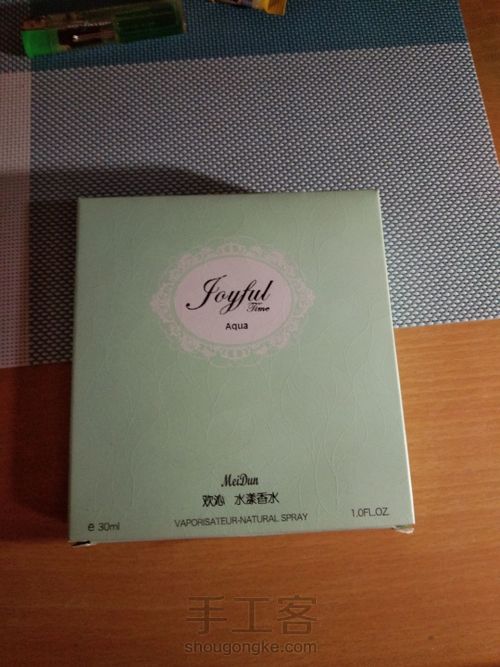 Joyful
Time
Aqua
MeiDun
欢沁 水漾香水
e 30ml
VAPORISATEUR-NATURAL SPRAY
1.0FL.OZ.
手工客
shougongke.com